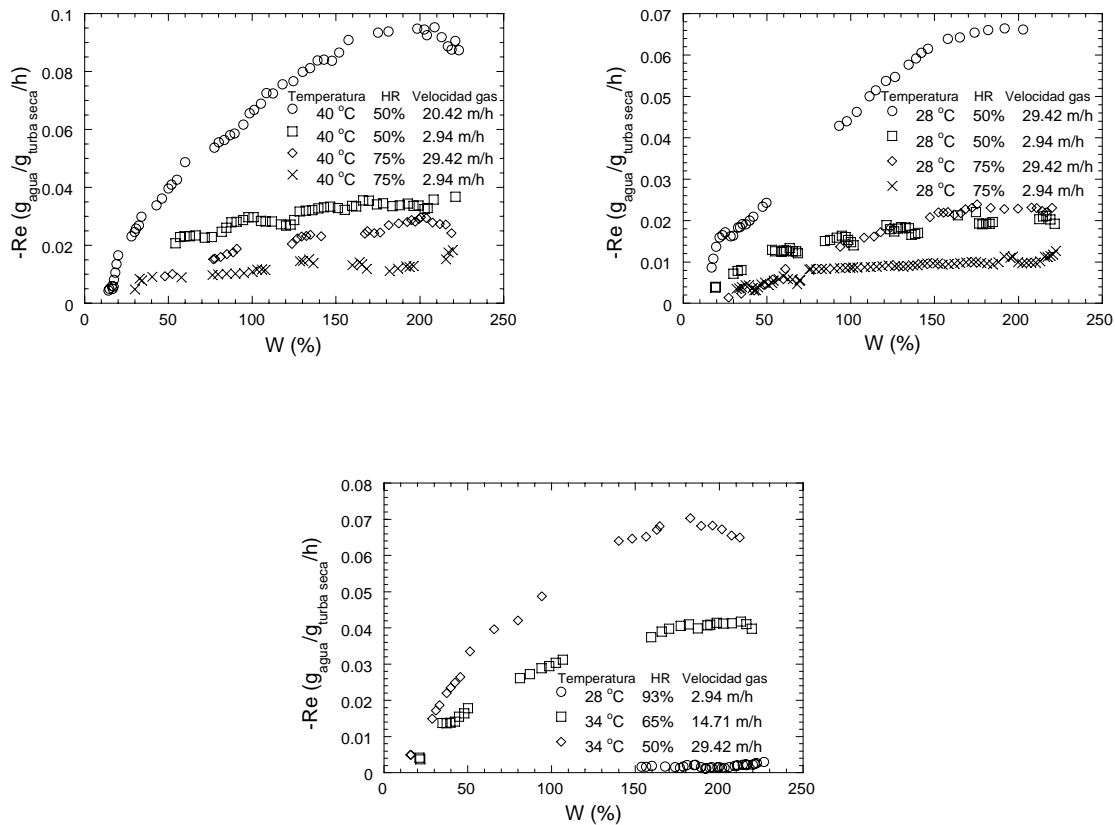 -Re (g_agua/g_turba seca/h)
0.1
0.08
0.06
0.04
0.02
0
Temperatura HR Velocidad gas
40 °C 50% 20.42 m/h
40 °C 50% 2.94 m/h
40 °C 75% 29.42 m/h
40 °C 75% 2.94 m/h
0 50 100 150 200 250
W (%)
-Re (g_agua/g_turba seca/h)
0.07
0.06
0.05
0.04
0.03
0.02
0.01
0
Temperatura HR Velocidad gas
28 °C 50% 29.42 m/h
28 °C 50% 2.94 m/h
28 °C 75% 29.42 m/h
28 °C 75% 2.94 m/h
0 50 100 150 200 250
W (%)
-Re (g_agua/g_turba seca/h)
0.08
0.07
0.06
0.05
0.04
0.03
0.02
0.01
0
Temperatura HR Velocidad gas
28 °C 93% 2.94 m/h
34 °C 65% 14.71 m/h
34 °C 50% 29.42 m/h
0 50 100 150 200 250
W (%)